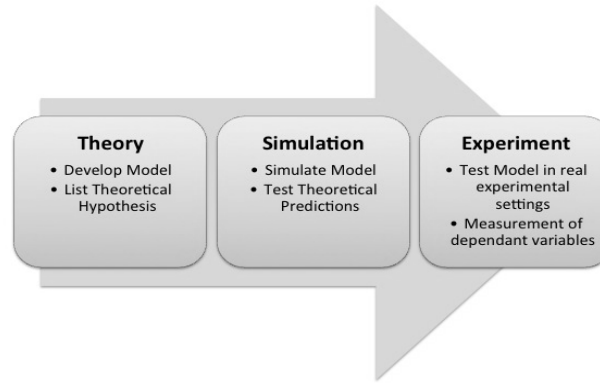 Theory
• Develop Model
• List Theoretical
Hypothesis
Simulation
• Simulate Model
• Test Theoretical
Predictions
Experiment
• Test Model in real
experimental
settings
• Measurement of
dependant variables